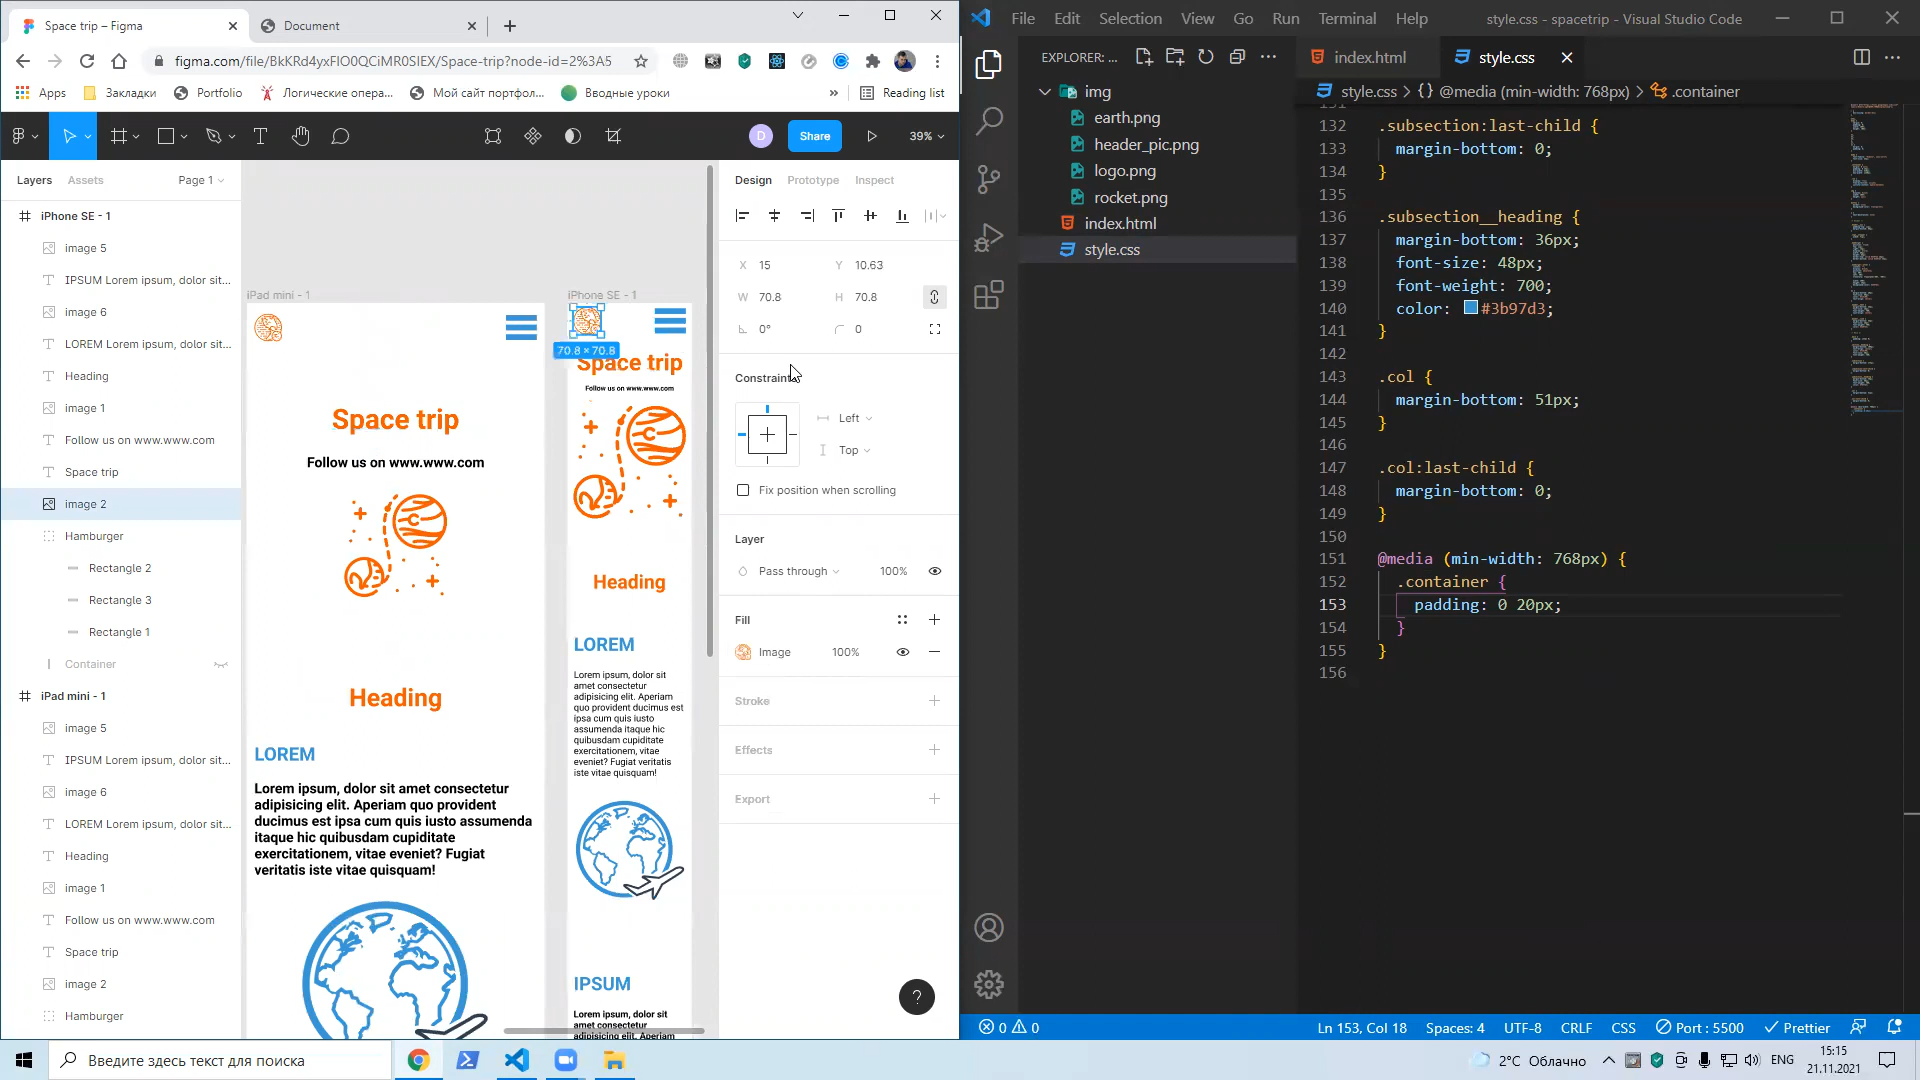 Space trip – Figma
Document
figma.com/file/BkKRd4yxFlO0QCiMR0SIEX/Space-trip?node-id=2%3A5
Apps
Закладки
Portfolio
Логические опера...
Мой сайт портфол...
Вводные уроки
»
Reading list
D
Share
39%
Layers
Assets
Page 1
iPhone SE - 1
image 5
IPSUM Lorem ipsum, dolor sit...
image 6
LOREM Lorem ipsum, dolor sit...
Heading
image 1
Follow us on www.www.com
Space trip
image 2
Hamburger
Rectangle 2
Rectangle 3
Rectangle 1
Container
iPad mini - 1
image 5
IPSUM Lorem ipsum, dolor sit...
image 6
LOREM Lorem ipsum, dolor sit...
Heading
image 1
Follow us on www.www.com
Space trip
image 2
Hamburger
iPad mini - 1
Space trip
Follow us on www.www.com
Heading
LOREM
Lorem ipsum, dolor sit amet consectetur
adipisicing elit. Aperiam quo provident
ducimus est ipsa cum quis iusto assumenda
itaque hic quibusdam cupiditate
exercitationem, vitae eveniet? Fugiat
veritatis iste vitae quisquam!
iPhone SE - 1
70.8 × 70.8
Space trip
Follow us on www.www.com
Heading
LOREM
Lorem ipsum, dolor sit
amet consectetur
adipisicing elit. Aperiam
quo provident ducimus est
ipsa cum quis iusto
assumenda itaque hic
quibusdam cupiditate
exercitationem, vitae
eveniet? Fugiat veritatis
iste vitae quisquam!
IPSUM
Lorem ipsum, dolor sit
amet consectetur
Design
Prototype
Inspect
X 15
Y 10.63
W 70.8
H 70.8
0°
0
Constraints
Left
Top
Fix position when scrolling
Layer
Pass through
100%
Fill
Image
100%
Stroke
Effects
Export
?
File Edit Selection View Go Run Terminal Help
style.css - spacetrip - Visual Studio Code
EXPLORER: ...
img
earth.png
header_pic.png
logo.png
rocket.png
index.html
style.css
index.html
style.css
style.css > {} @media (min-width: 768px) > .container
131
132 .subsection:last-child {
133 margin-bottom: 0;
134 }
135
136 .subsection__heading {
137 margin-bottom: 36px;
138 font-size: 48px;
139 font-weight: 700;
140 color: #3b97d3;
141 }
142
143 .col {
144 margin-bottom: 51px;
145 }
146
147 .col:last-child {
148 margin-bottom: 0;
149 }
150
151 @media (min-width: 768px) {
152 .container {
153 padding: 0 20px;
154 }
155 }
156
0 0
Ln 153, Col 18
Spaces: 4
UTF-8
CRLF
CSS
Port : 5500
Prettier
Введите здесь текст для поиска
2°C Облачно
ENG
15:15
21.11.2021